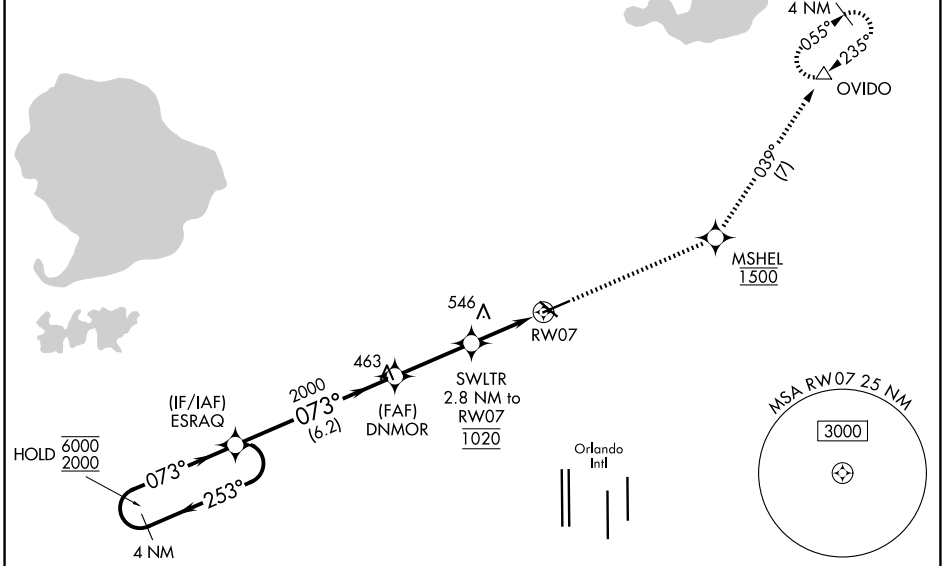 4 NM
055°
235°
OVIDO
039°
(7)
MSHEL
1500
546
RW07
463
SWLTR
2.8 NM to
RW07
1020
(FAF)
DNMOR
2000
073°
(6.2)
(IF/IAF)
ESRAQ
HOLD 6000
2000
073°
253°
4 NM
Orlando
Intl
MSA RW07 25 NM
3000